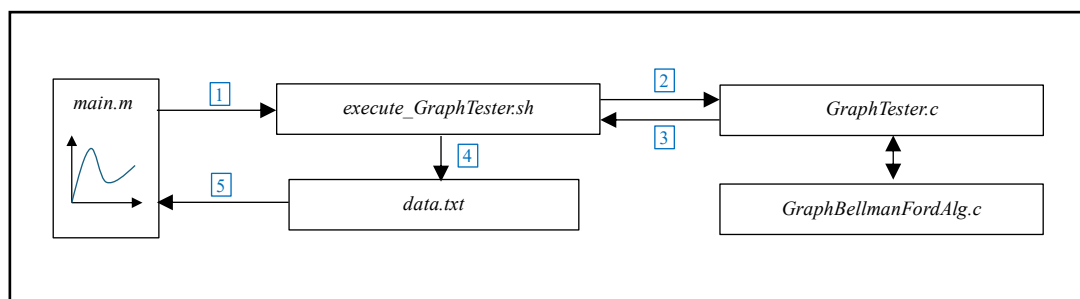 main.m
1
execute_GraphTester.sh
2
3
GraphTester.c
4
5
data.txt
GraphBellmanFordAlg.c